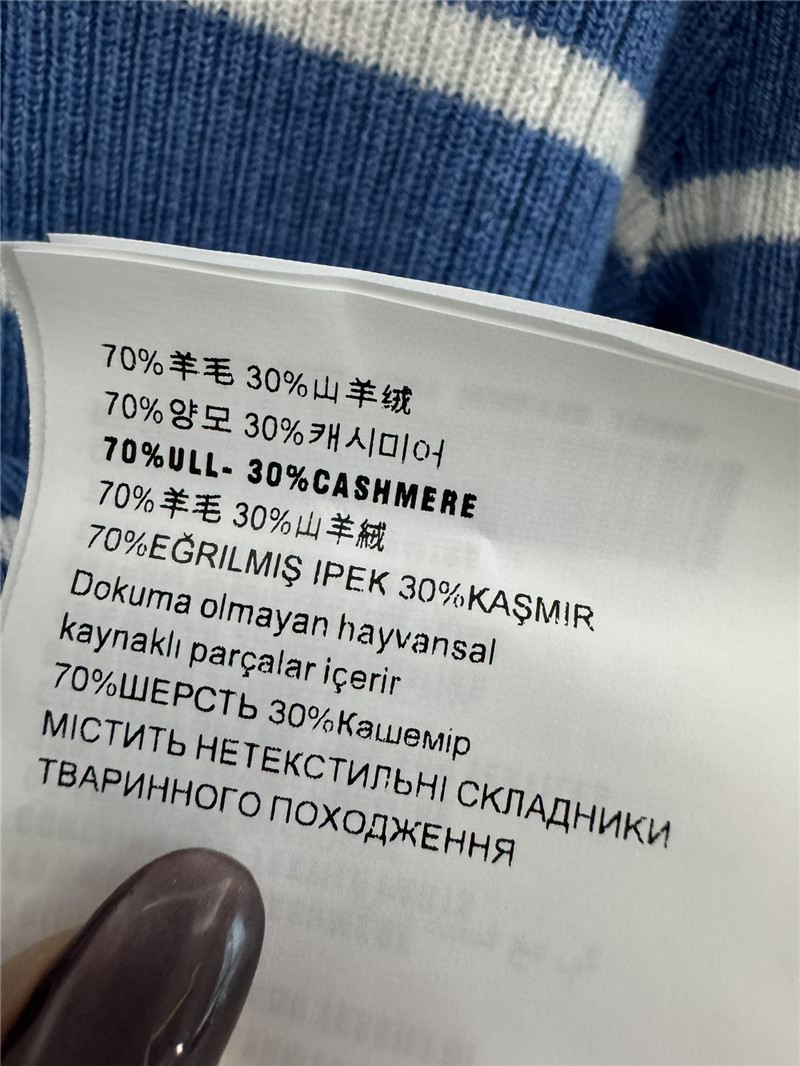 70%羊毛 30%山羊绒
70%양모 30%캐시미어
70%ULL- 30%CASHMERE
70%羊毛 30%山羊絨
70%EĞRILMIŞ IPEK 30%KAŞMIR
Dokuma olmayan hayvansal
kaynaklı parçalar içerir
70%ШЕРСТЬ 30%Кашемір
МІСТИТЬ НЕТЕКСТИЛЬНІ СКЛАДНИКИ
ТВАРИННОГО ПОХОДЖЕННЯ